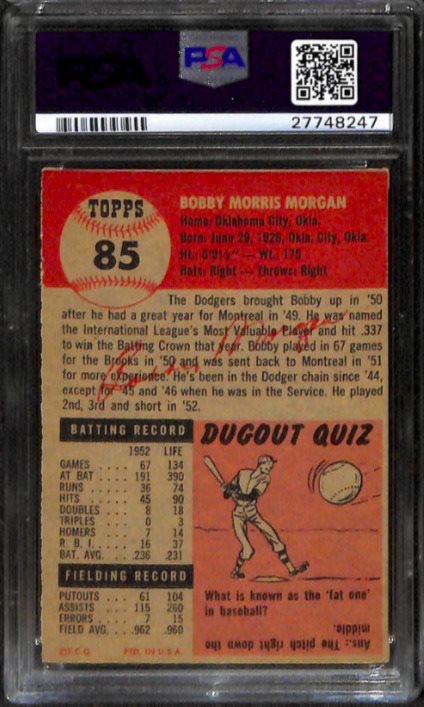 PSA
PSA
27748247
TOPPS
85
BOBBY MORRIS MORGAN
Home: Oklahoma City, Okla.
Born: June 29, 1926, Okla. City, Okla.
Ht.: 5'9½" — Wt.: 175
Bats: Right — Throws: Right
The Dodgers brought Bobby up in '50
after he had a great year for Montreal in '49. He was named
the International League's Most Valuable Player and hit .337
to win the Batting Crown that year. Bobby played in 67 games
for the Brooks in '50 and was sent back to Montreal in '51
for more experience. He's been in the Dodger chain since '44,
except for '45 and '46 when he was in the Service. He played
2nd, 3rd and short in '52.
BATTING RECORD
1952 LIFE
GAMES 67 134
AT BAT 191 390
RUNS 36 74
HITS 45 90
DOUBLES 8 18
TRIPLES 0 3
HOMERS 7 14
R. B. I. 16 37
BAT. AVG. .236 .231
FIELDING RECORD
PUTOUTS 61 104
ASSISTS 115 260
ERRORS 7 15
FIELD AVG. .962 .960
©T.C.G. PTD. IN U.S.A.
DUGOUT QUIZ
What is known as the 'fat one'
in baseball?
Ans.: The pitch right down the
middle.